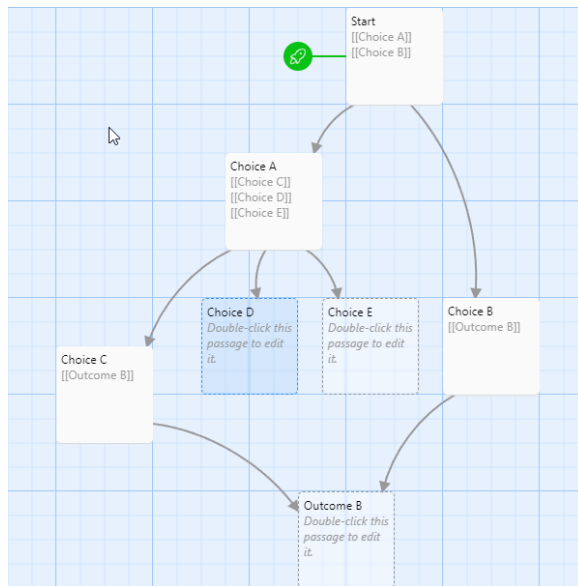 Start
[[Choice A]]
[[Choice B]]
Choice A
[[Choice C]]
[[Choice D]]
[[Choice E]]
Choice D
Double-click this
passage to edit
it.
Choice E
Double-click this
passage to edit
it.
Choice B
[[Outcome B]]
Choice C
[[Outcome B]]
Outcome B
Double-click this
passage to edit
it.